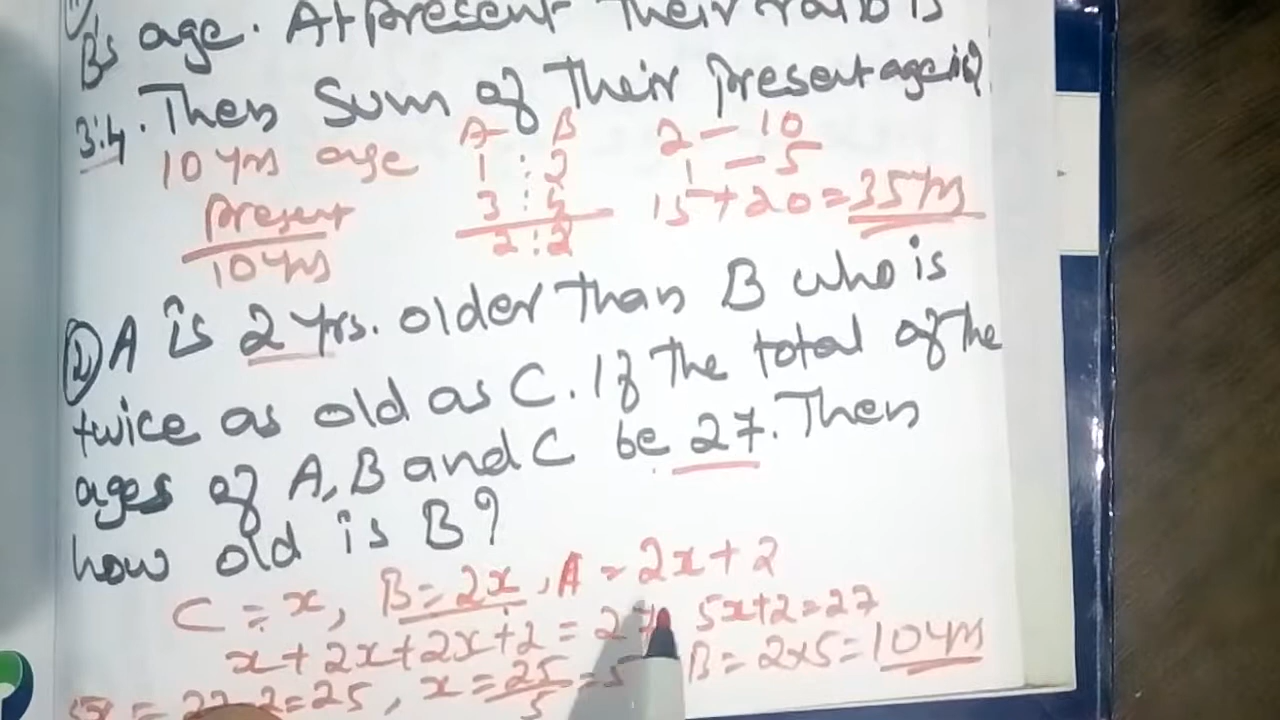 B's age. At present their ratio is
3:4. Then Sum of Their present age is?
10 yrs age A B 2 — 10
1 : 2 1 — 5
present 3 : 4 15 + 20 = 35 yrs
10 yrs 2 : 2
② A is 2 yrs. older than B who is
twice as old as C. If the total of the
ages of A, B and C be 27. Then
how old is B?
C = x, B = 2x, A = 2x + 2
x + 2x + 2x + 2 = 27 5x + 2 = 27
5x = 27 - 2 = 25, x = 25/5 = 5 B = 2x5 = 10 yrs